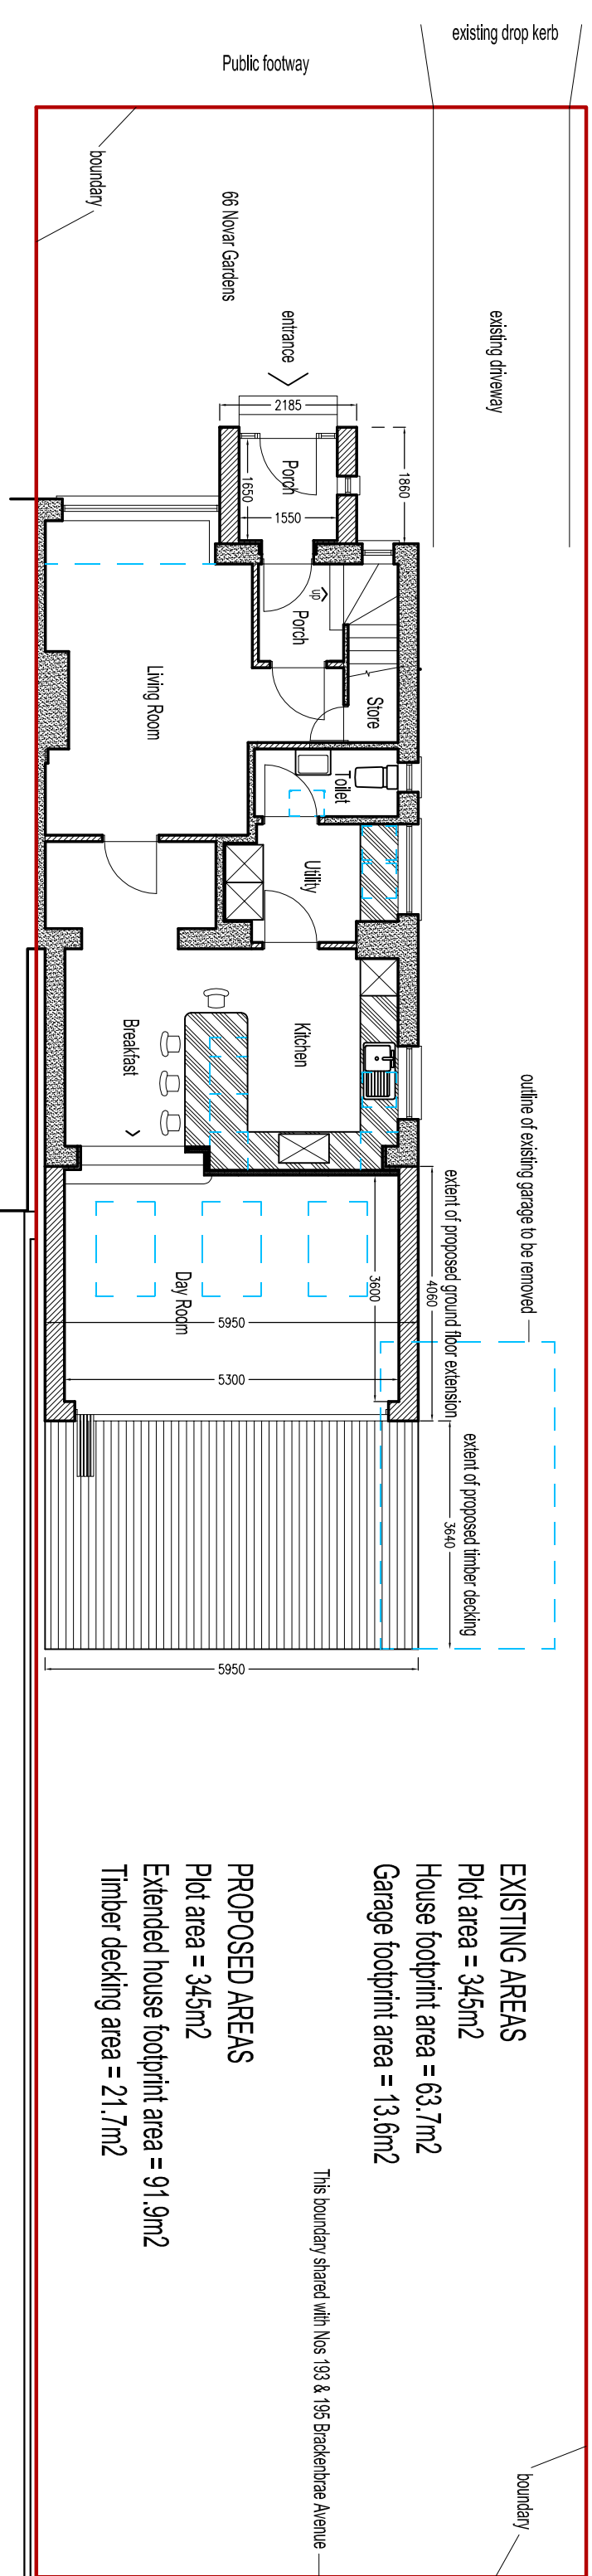 existing drop kerb
Public footway
boundary
66 Novar Gardens
entrance
existing driveway
2185
1860
Porch
1650
1550
up
Porch
Store
Living Room
Toilet
Utility
Kitchen
Breakfast
outline of existing garage to be removed
extent of proposed ground floor extension
4060
3600
Day Room
5950
5300
extent of proposed timber decking
3640
5950
EXISTING AREAS
Plot area = 345m2
House footprint area = 63.7m2
Garage footprint area = 13.6m2
PROPOSED AREAS
Plot area = 345m2
Extended house footprint area = 91.9m2
Timber decking area = 21.7m2
This boundary shared with Nos 193 & 195 Brackenbrae Avenue
boundary